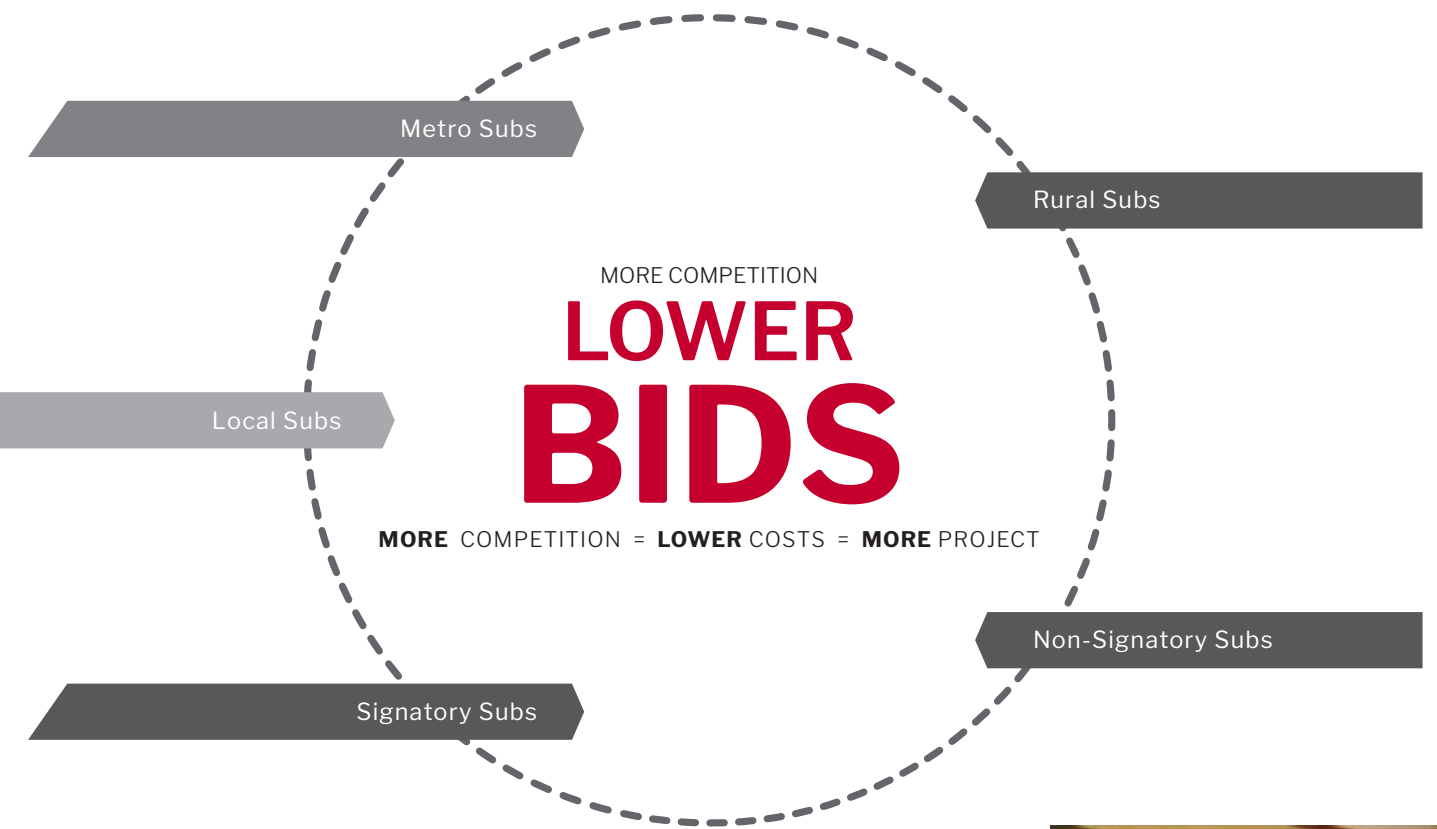 Metro Subs
Rural Subs
MORE COMPETITION
LOWER
BIDS
Local Subs
MORE COMPETITION = LOWER COSTS = MORE PROJECT
Non-Signatory Subs
Signatory Subs